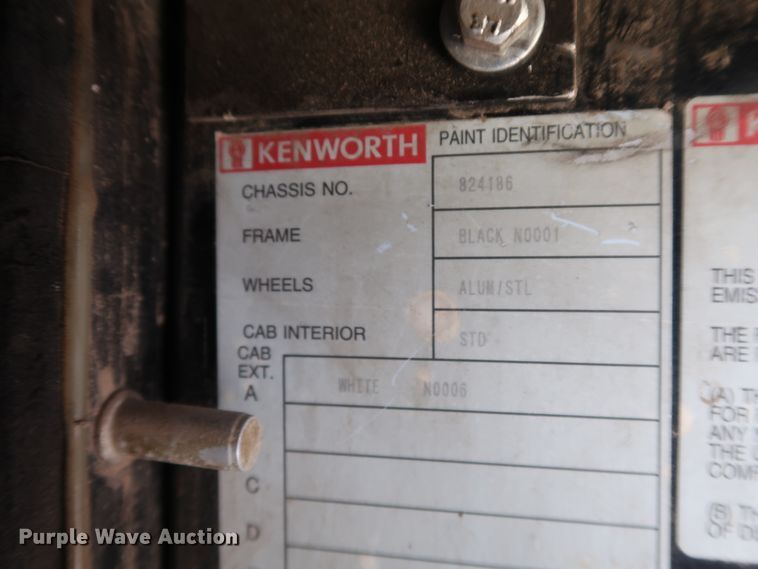 KENWORTH PAINT IDENTIFICATION
CHASSIS NO. 824186
FRAME BLACK N0001
WHEELS ALUM/STL
CAB INTERIOR STD
CAB
EXT.
A WHITE N0006
C
D
THIS
EMIS
THE
ARE
(A) TH
FOR
ANY
THE
COMP
(B) TH
OF DE
Purple Wave Auction